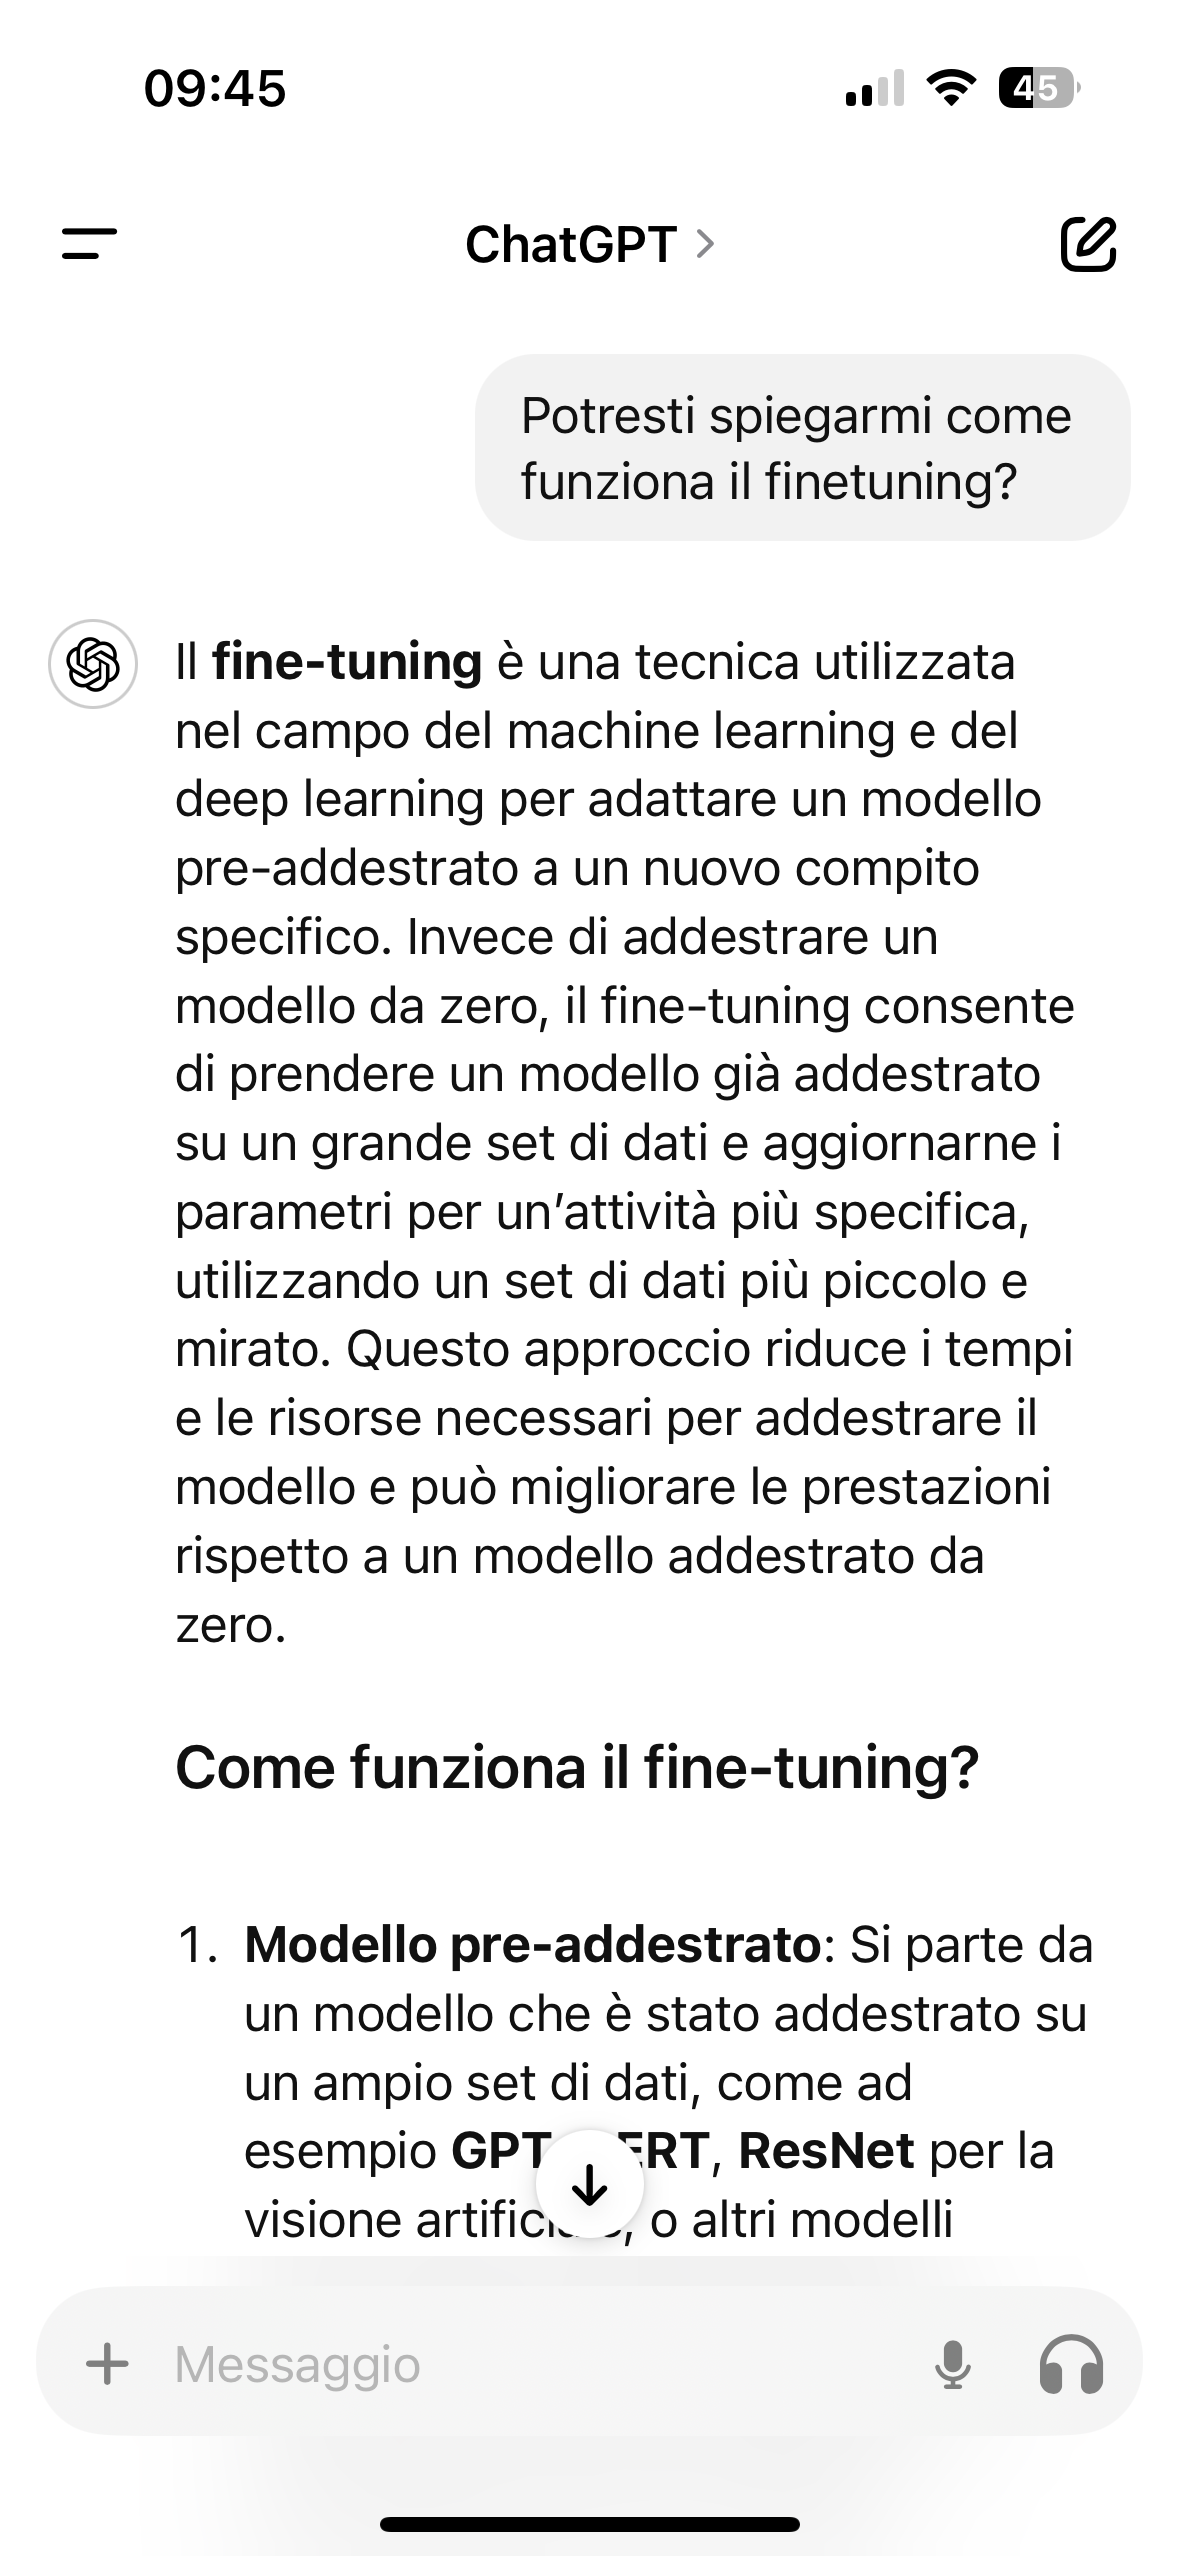 09:45
45
ChatGPT
Potresti spiegarmi come
funziona il finetuning?
Il fine-tuning è una tecnica utilizzata
nel campo del machine learning e del
deep learning per adattare un modello
pre-addestrato a un nuovo compito
specifico. Invece di addestrare un
modello da zero, il fine-tuning consente
di prendere un modello già addestrato
su un grande set di dati e aggiornarne i
parametri per un’attività più specifica,
utilizzando un set di dati più piccolo e
mirato. Questo approccio riduce i tempi
e le risorse necessari per addestrare il
modello e può migliorare le prestazioni
rispetto a un modello addestrato da
zero.
Come funziona il fine-tuning?
1. Modello pre-addestrato: Si parte da
un modello che è stato addestrato su
un ampio set di dati, come ad
esempio GPT ERT, ResNet per la
visione o altri modelli
Messaggio